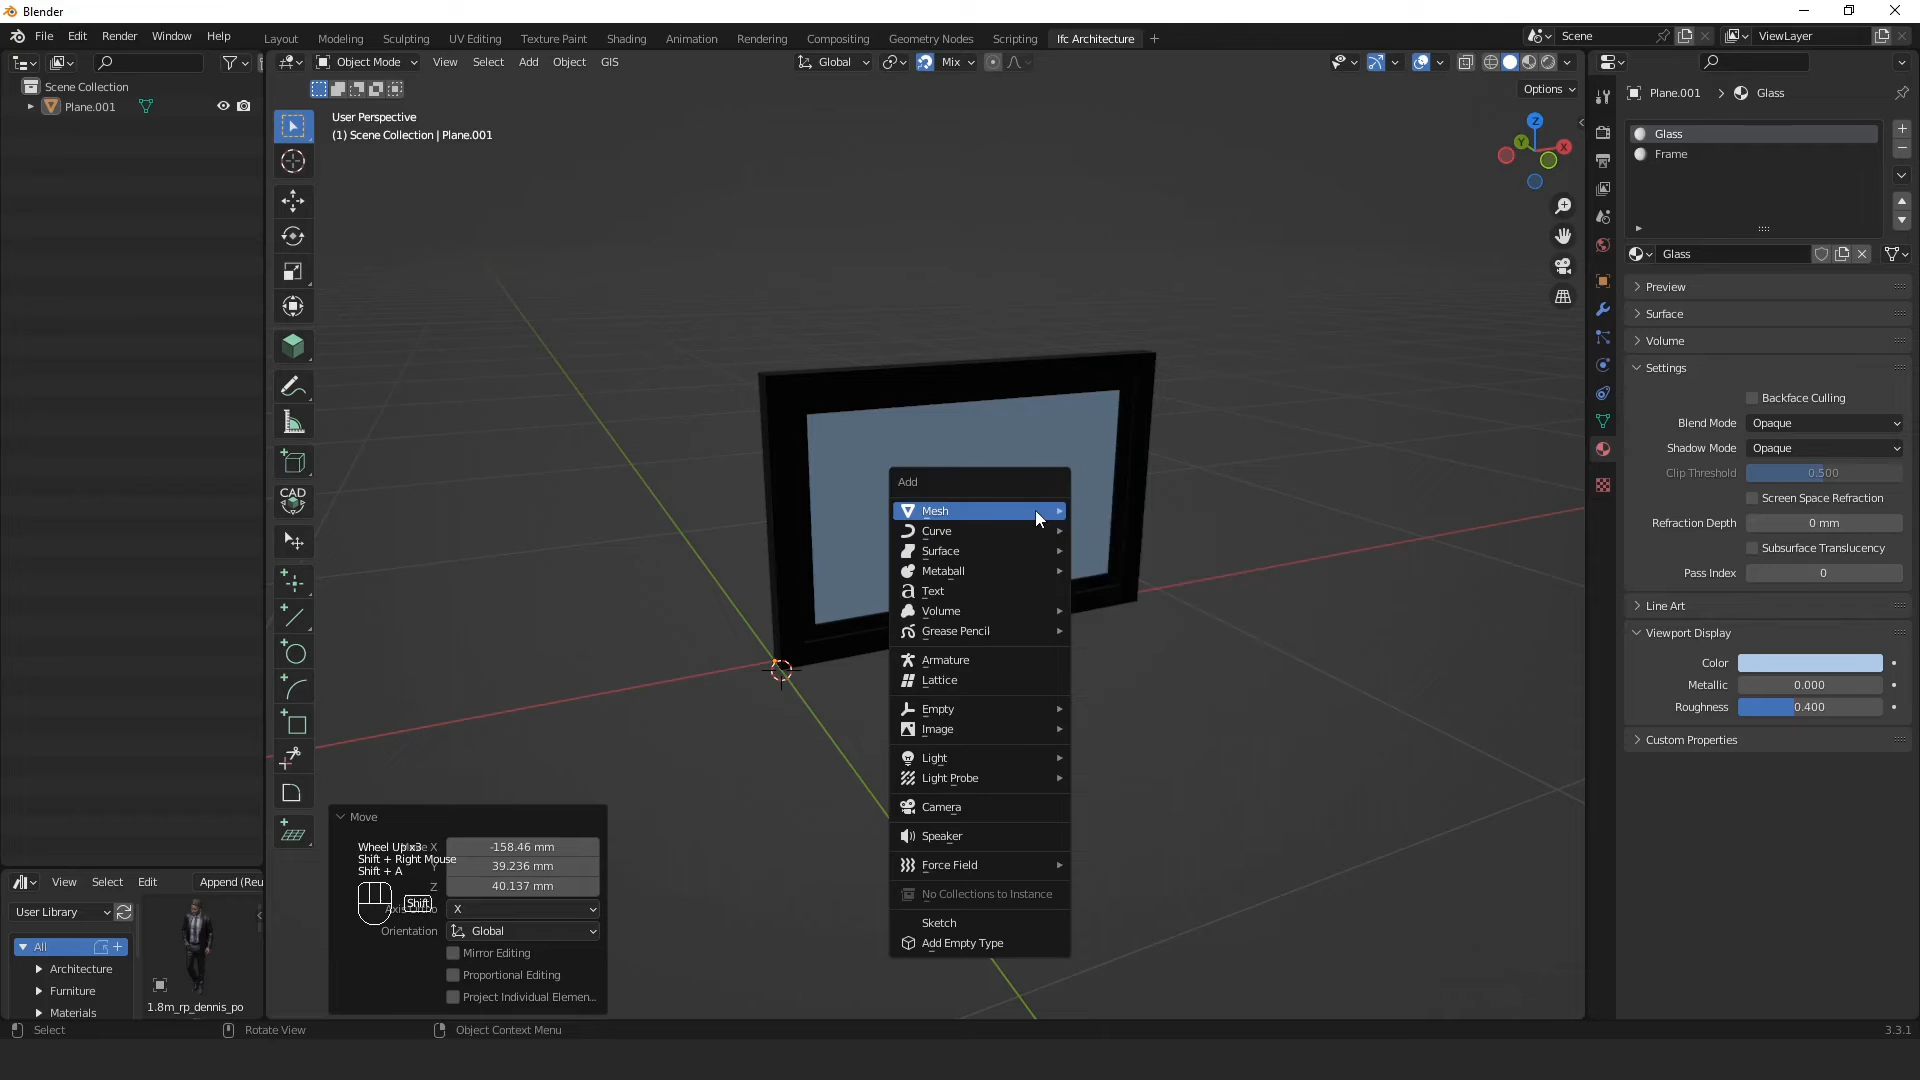 Blender
File Edit Render Window Help
Layout Modeling Sculpting UV Editing Texture Paint Shading Animation Rendering Compositing Geometry Nodes Scripting Ifc Architecture
Scene
ViewLayer
Object Mode View Select Add Object GIS
Global
Mix
Options
Scene Collection
Plane.001
User Perspective
(1) Scene Collection | Plane.001
Z
Y
X
CAD
Add
Mesh
Curve
Surface
Metaball
Text
Volume
Grease Pencil
Armature
Lattice
Empty
Image
Light
Light Probe
Camera
Speaker
Force Field
No Collections to Instance
Sketch
Add Empty Type
Move
Wheel Up x3
X -158.46 mm
Shift + Right Mouse
39.236 mm
Shift + A
Z 40.137 mm
Shift
X
Orientation Global
Mirror Editing
Proportional Editing
Project Individual Elemen...
View Select Edit Append (Reu
User Library
All
Architecture
Furniture
Materials
1.8m_rp_dennis_po
Select Rotate View Object Context Menu
3.3.1
Plane.001 Glass
Glass
Frame
Glass
Preview
Surface
Volume
Settings
Backface Culling
Blend Mode Opaque
Shadow Mode Opaque
Clip Threshold 0.500
Screen Space Refraction
Refraction Depth 0 mm
Subsurface Translucency
Pass Index 0
Line Art
Viewport Display
Color
Metallic 0.000
Roughness 0.400
Custom Properties